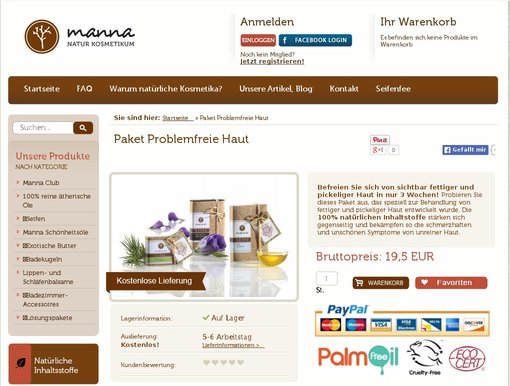 manna
NATUR KOSMETIKUM
Anmelden
EINLOGGEN
FACEBOOK LOGIN
Noch kein Mitglied?
Jetzt registrieren!
Ihr Warenkorb
Es befinden sich keine Produkte im
Warenkorb
Startseite
FAQ
Warum natürliche Kosmetika?
Unsere Artikel, Blog
Kontakt
Seifenfee
Suchen...
Sie sind hier: Startseite » Paket Problemfreie Haut
Unsere Produkte
NACH KATEGORIE
Manna Club
100% reine ätherische
Öle
Seifen
Manna Schönheitsöle
Exotische Butter
Badekugeln
Lippen- und
Schläfenbalsame
Badezimmer-
Accessoires
Lösungspakete
Natürliche
Inhaltsstoffe
Paket Problemfreie Haut
Pin it
+1
0
Gefällt mir
Kostenlose Lieferung
Befreien Sie sich von sichtbar fettiger und
pickeliger Haut in nur 3 Wochen! Probieren Sie
dieses Paket aus, das speziell zur Behandlung von
fettiger und pickeliger Haut entwickelt wurde. Die
100% natürlichen Inhaltstoffe stärken sich
gegenseitig und bekämpfen so die schmerzhaften
und unschönen Symptome von unreiner Haut.
Bruttopreis: 19,5 EUR
1
St.
WARENKORB
Favoriten
Lagerinformation:
Auf Lager
Auslieferung:
Kostenlos!
5-6 Arbeitstag
Lieferinformationen >...
Kundenbewertung:
PayPal
VISA
VISA
DISCOVER
Palm oil free
Cruelty-Free
ECO
CERT